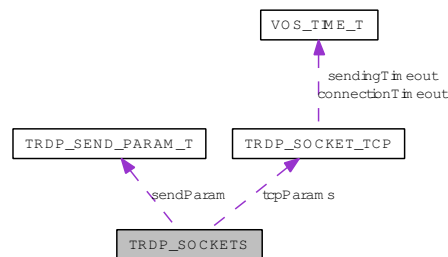 VOS_TIME_T
sendingTimeout
connectionTimeout
TRDP_SEND_PARAM_T
TRDP_SOCKET_TCP
sendParam
tcpParams
TRDP_SOCKETS